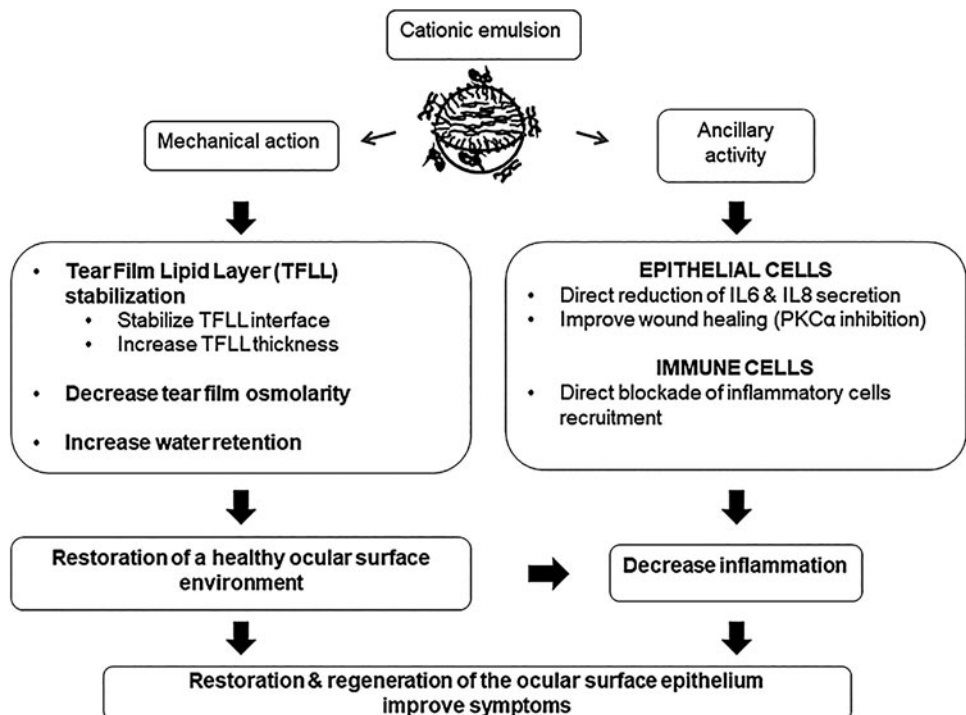 Cationic emulsion
Mechanical action
Ancillary
activity
• Tear Film Lipid Layer (TFLL)
stabilization
• Stabilize TFLL interface
• Increase TFLL thickness
• Decrease tear film osmolarity
• Increase water retention
EPITHELIAL CELLS
• Direct reduction of IL6 & IL8 secretion
• Improve wound healing (PKCα inhibition)
IMMUNE CELLS
• Direct blockade of inflammatory cells
recruitment
Restoration of a healthy ocular surface
environment
Decrease inflammation
Restoration & regeneration of the ocular surface epithelium
improve symptoms